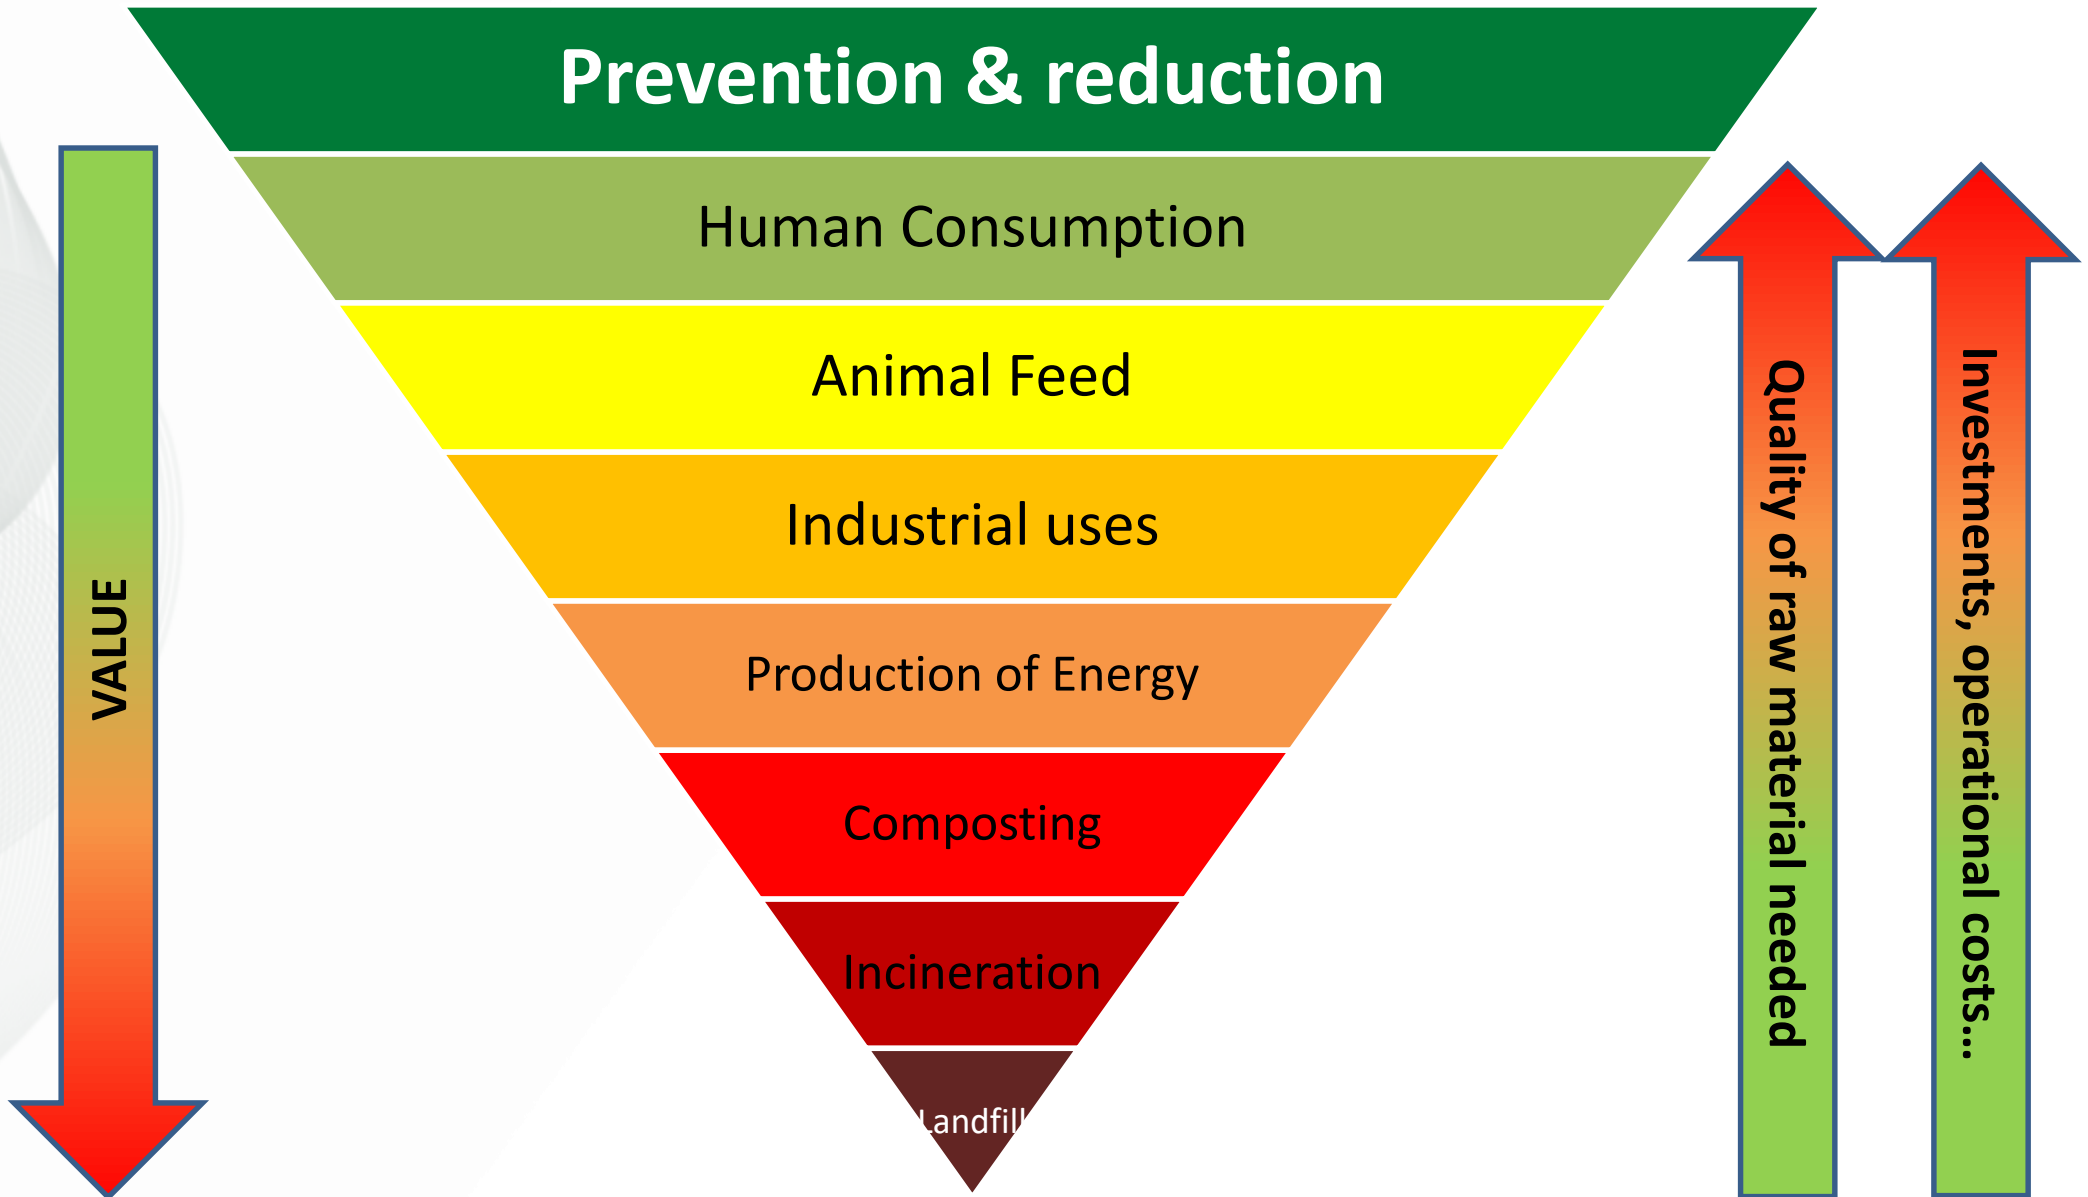 Prevention & reduction
Human Consumption
Animal Feed
Industrial uses
Production of Energy
Composting
Incineration
Landfill
VALUE
Quality of raw material needed
Investments, operational costs...